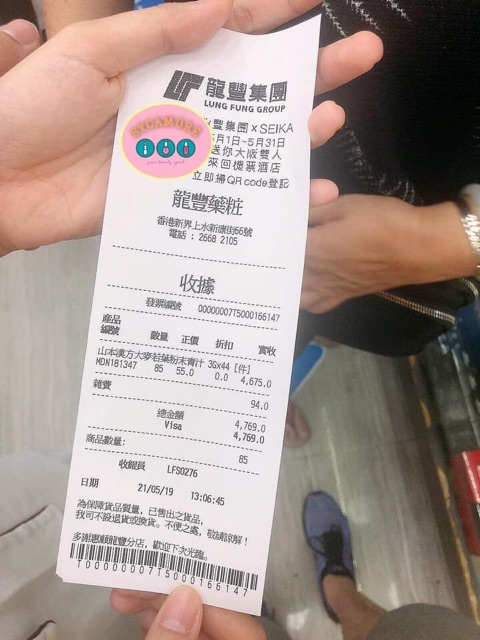 龍豐集團
LUNG FUNG GROUP
龍豐集團 x SEIKA
5月1日~5月31日
送你大阪雙人
來回機票酒店
立即掃QR code登記
SYCAMORE
your beauty spot
龍豐藥粧
香港新界上水新康街66號
電話 : 2668 2105
收據
發票編號 00000007T5000166147
產品
編號 數量 正價 折扣 實收
山本漢方大麥若葉粉末青汁 3Gx44 [件]
MDN181347 85 55.0 0.0 4,675.0
雜費 94.0
總金額 4,769.0
Visa 4,769.0
商品數量: 85
收銀員 LFS0276
日期 21/05/19 13:06:45
為保障貨品質量，已售出之貨品，
我司不設退貨或換貨。不便之處，敬請諒解！
多謝惠顧龍豐分店，歡迎下次光臨。